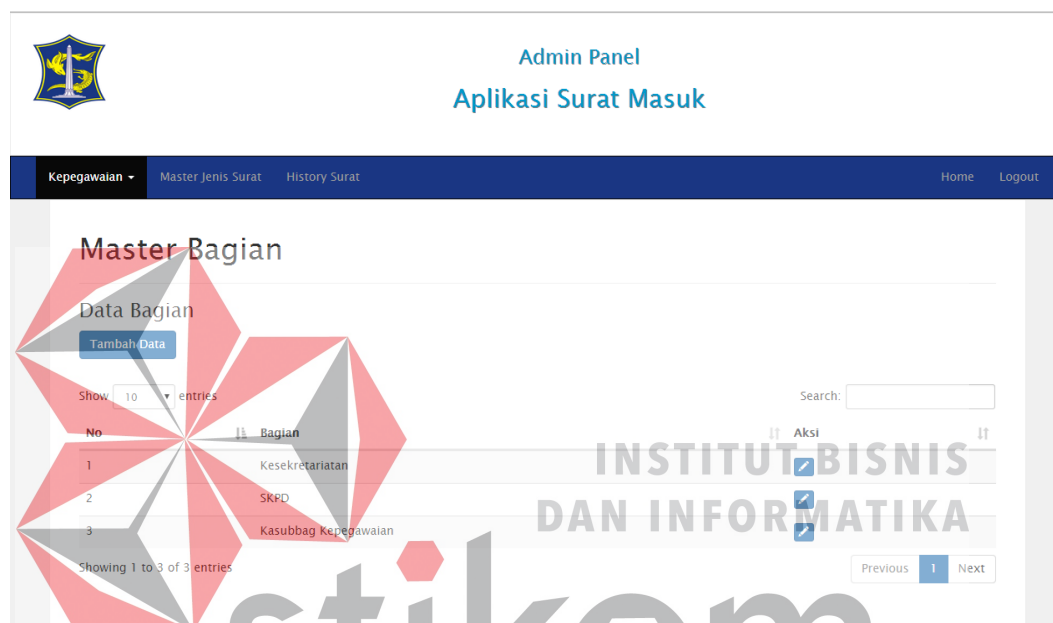 Admin Panel
Aplikasi Surat Masuk
Kepegawaian Master Jenis Surat History Surat Home Logout
Master Bagian
Data Bagian
Tambah Data
Show 10 entries Search:
No Bagian Aksi
1 Kesekretariatan
2 SKPD
3 Kasubbag Kepegawaian
Showing 1 to 3 of 3 entries Previous 1 Next
INSTITUT BISNIS
DAN INFORMATIKA
stikom